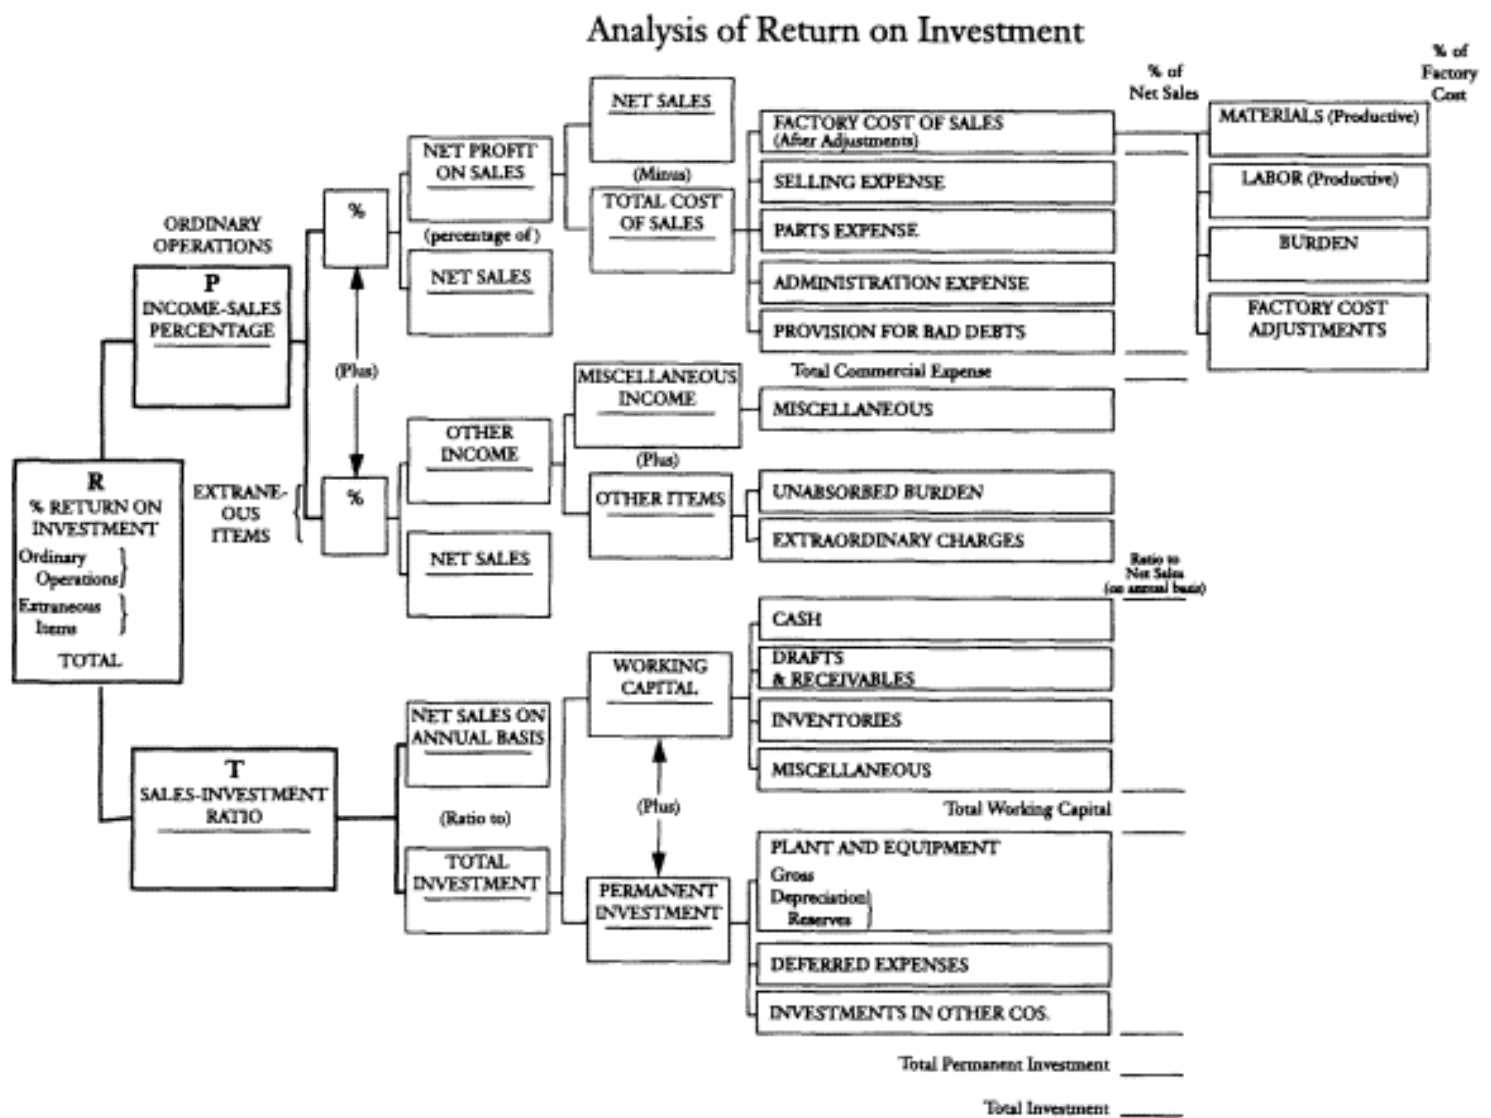 Analysis of Return on Investment
% of
Net Sales
% of
Factory
Cost
NET SALES
(Minus)
TOTAL COST
OF SALES
FACTORY COST OF SALES
(After Adjustments)
SELLING EXPENSE
PARTS EXPENSE
ADMINISTRATION EXPENSE
PROVISION FOR BAD DEBTS
Total Commercial Expense
MATERIALS (Productive)
LABOR (Productive)
BURDEN
FACTORY COST
ADJUSTMENTS
NET PROFIT
ON SALES
(percentage of)
NET SALES
%
(Plus)
%
ORDINARY
OPERATIONS
P
INCOME-SALES
PERCENTAGE
EXTRANE-
OUS
ITEMS
OTHER
INCOME
NET SALES
MISCELLANEOUS
INCOME
(Plus)
OTHER ITEMS
MISCELLANEOUS
UNABSORBED BURDEN
EXTRAORDINARY CHARGES
R
% RETURN ON
INVESTMENT
Ordinary
Operations
Extraneous
Items
TOTAL
T
SALES-INVESTMENT
RATIO
NET SALES ON
ANNUAL BASIS
(Ratio to)
TOTAL
INVESTMENT
WORKING
CAPITAL
(Plus)
PERMANENT
INVESTMENT
Ratio to
Net Sales
(on annual basis)
CASH
DRAFTS
& RECEIVABLES
INVENTORIES
MISCELLANEOUS
Total Working Capital
PLANT AND EQUIPMENT
Gross
Depreciation
Reserves
DEFERRED EXPENSES
INVESTMENTS IN OTHER COS.
Total Permanent Investment
Total Investment